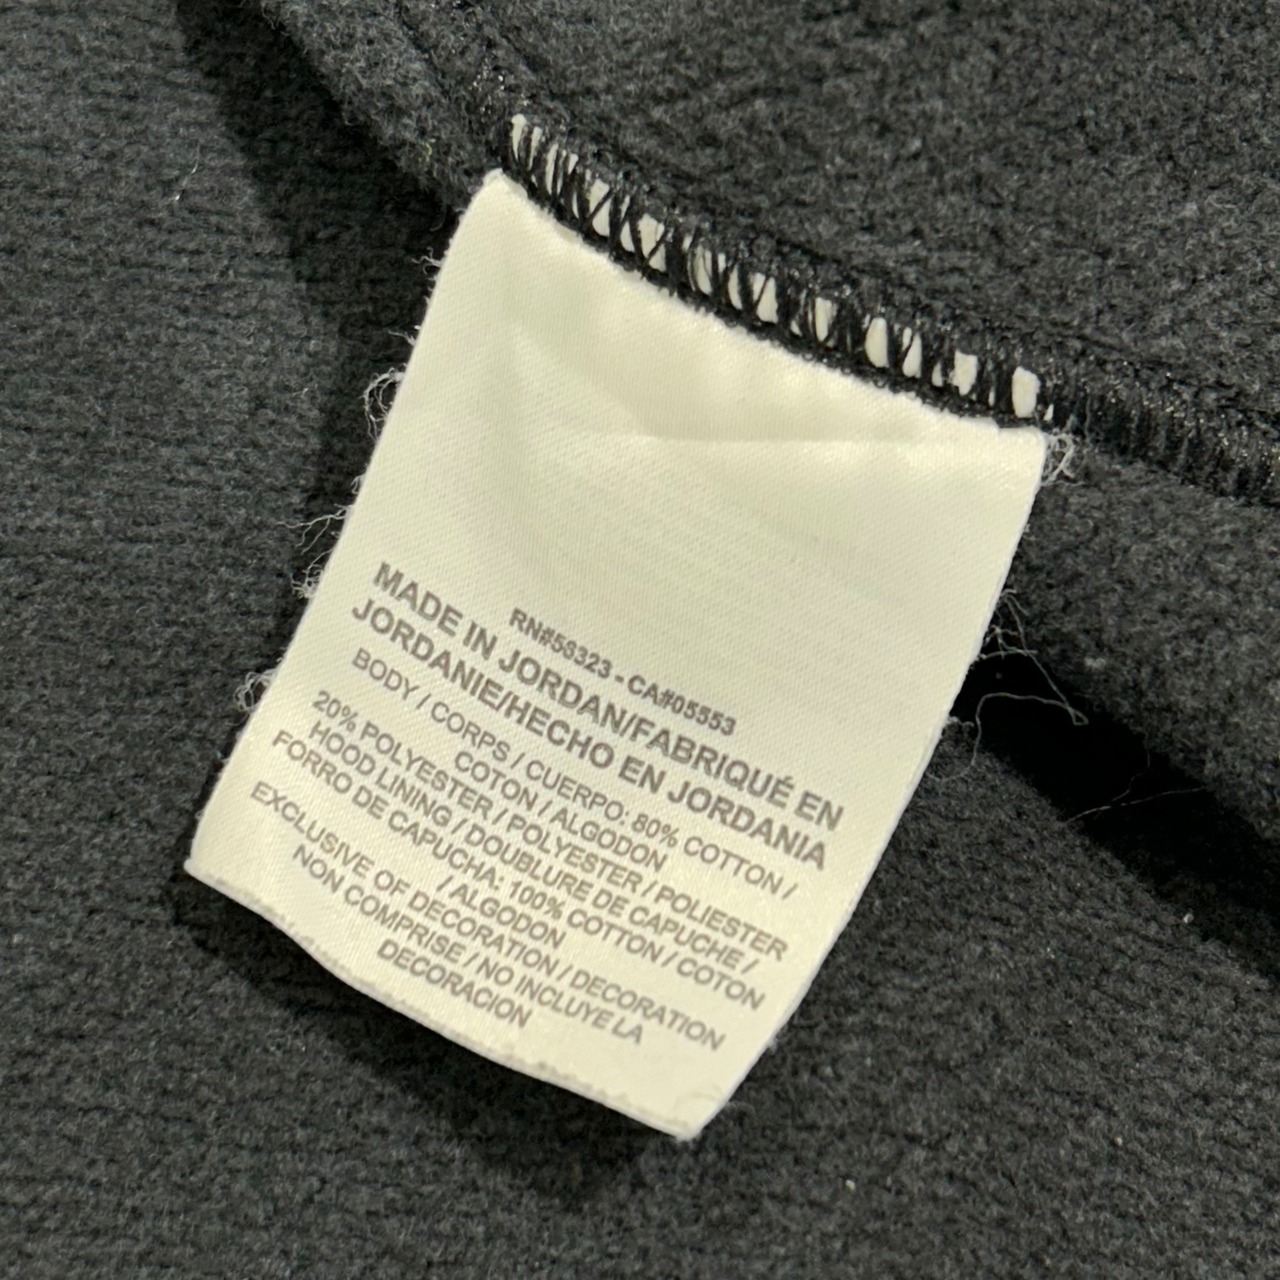 RN#56323 - CA#05553
MADE IN JORDAN/FABRIQUÉ EN
JORDANIE/HECHO EN JORDANIA
BODY / CORPS / CUERPO: 80% COTTON /
COTON / ALGODON
20% POLYESTER / POLYESTER / POLIESTER
HOOD LINING / DOUBLURE DE CAPUCHE /
FORRO DE CAPUCHA: 100% COTTON / COTON
/ ALGODON
EXCLUSIVE OF DECORATION / DECORATION
NON COMPRISE / NO INCLUYE LA
DECORACION